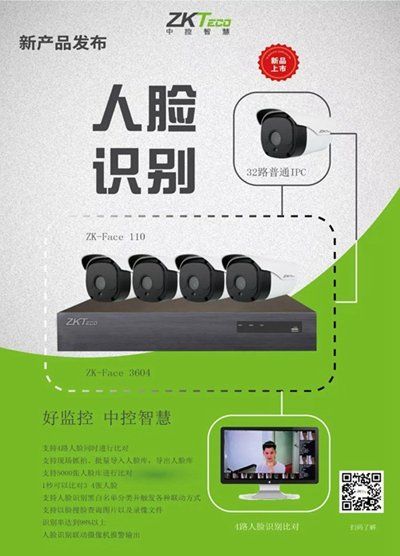 ZKTeco
中控智慧
新产品发布
新品
上市
人脸
识别
32路普通IPC
ZK-Face 110
ZKTeco
ZK-Face 3604
好监控 中控智慧
支持4路人脸同时进行比对
支持现场抓拍、批量导入人脸库、导出人脸库
支持5000张人脸库进行比对
1秒可以比对3-4张人脸
支持人脸识别黑白名单分类并触发各种联动方式
支持以脸搜脸查询图片以及录像文件
识别率达到98%以上
人脸识别联动摄像机报警输出
4路人脸识别比对
扫码了解